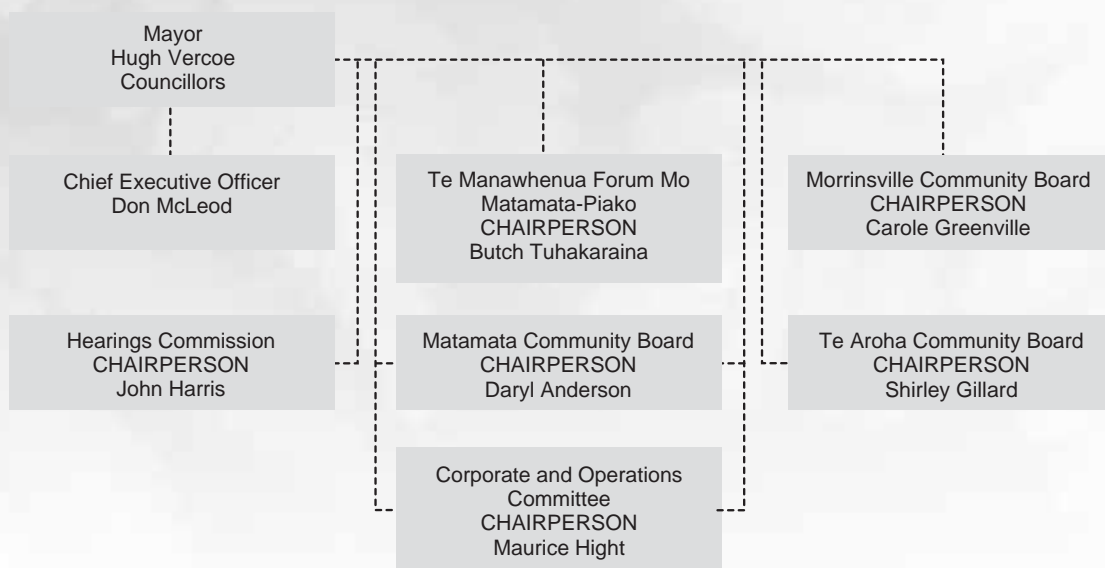 Mayor
Hugh Vercoe
Councillors
Chief Executive Officer
Don McLeod
Te Manawhenua Forum Mo
Matamata-Piako
CHAIRPERSON
Butch Tuhakaraina
Morrinsville Community Board
CHAIRPERSON
Carole Greenville
Hearings Commission
CHAIRPERSON
John Harris
Matamata Community Board
CHAIRPERSON
Daryl Anderson
Te Aroha Community Board
CHAIRPERSON
Shirley Gillard
Corporate and Operations
Committee
CHAIRPERSON
Maurice Hight